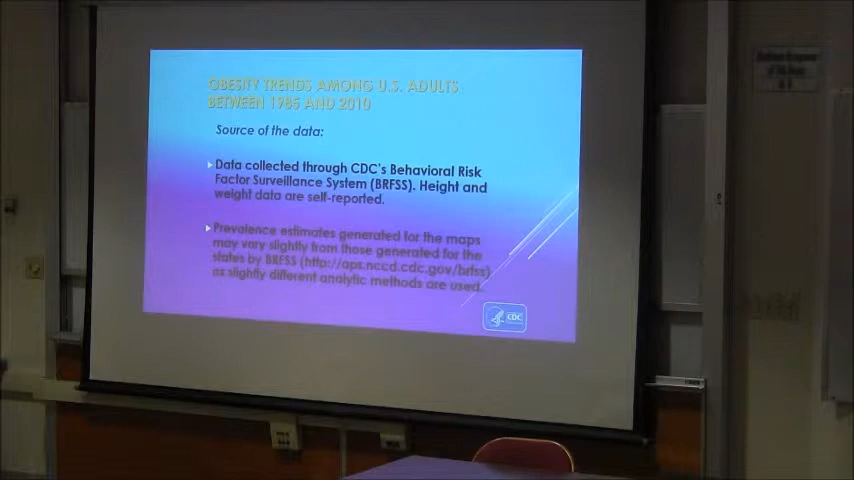 OBESITY TRENDS AMONG U.S. ADULTS
BETWEEN 1985 AND 2010
Source of the data:
Data collected through CDC's Behavioral Risk
Factor Surveillance System (BRFSS). Height and
weight data are self-reported.
Prevalence estimates generated for the maps
may vary slightly from those generated for the
states by BRFSS (http://aps.nccd.cdc.gov/brfss)
as slightly different analytic methods are used.
CDC